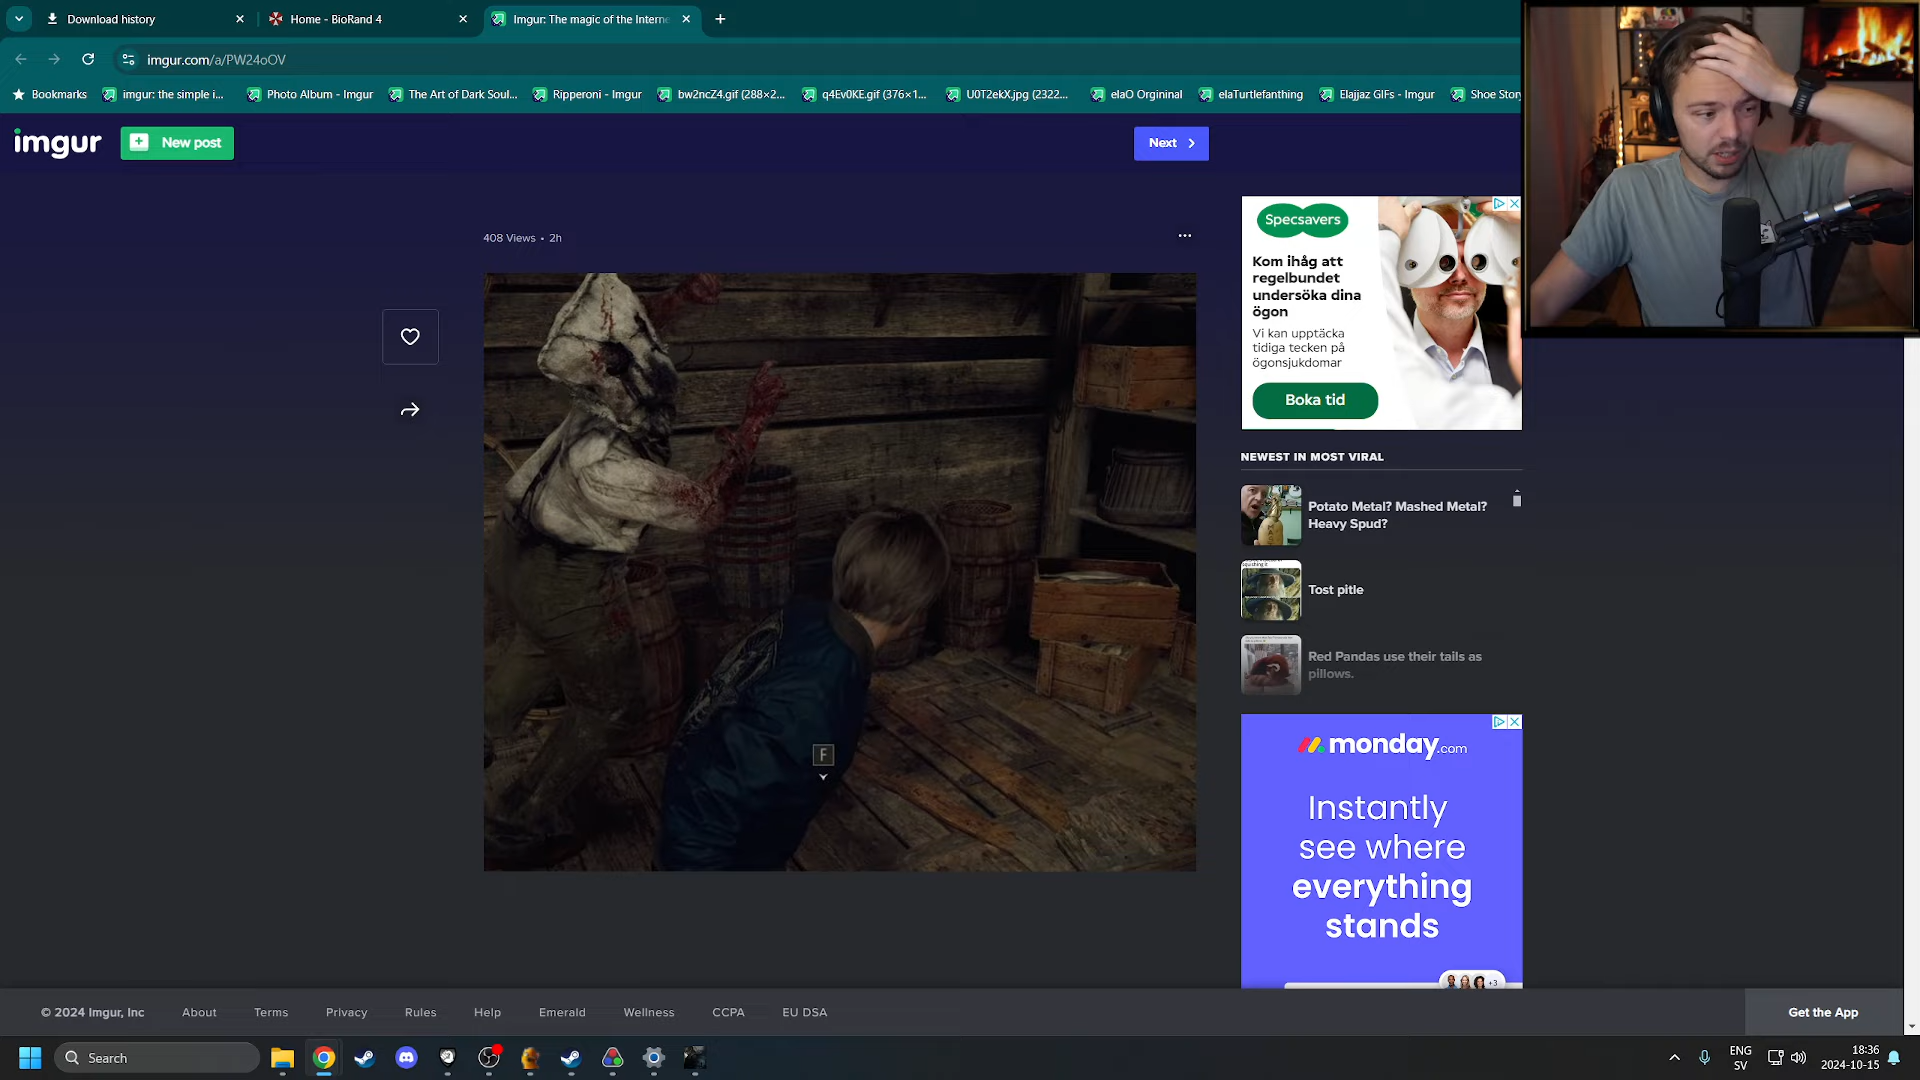 Download history
Home - BioRand 4
Imgur: The magic of the Interne
imgur.com/a/PW24oOV
Bookmarks
imgur: the simple i...
Photo Album - Imgur
The Art of Dark Soul...
Ripperoni - Imgur
bw2ncZ4.gif (288×2...
q4Ev0KE.gif (376×1...
U0T2ekX.jpg (2322...
elaO Orgininal
elaTurtlefanthing
Elajjaz GIFs - Imgur
Shoe Stor
imgur
New post
Next
408 Views • 2h
Specsavers
Kom ihåg att
regelbundet
undersöka dina
ögon
Vi kan upptäcka
tidiga tecken på
ögonsjukdomar
Boka tid
NEWEST IN MOST VIRAL
Potato Metal? Mashed Metal?
Heavy Spud?
Tost pitle
Red Pandas use their tails as
pillows.
F
monday.com
Instantly
see where
everything
stands
+3
© 2024 Imgur, Inc
About
Terms
Privacy
Rules
Help
Emerald
Wellness
CCPA
EU DSA
Get the App
Search
ENG
SV
18:36
2024-10-15